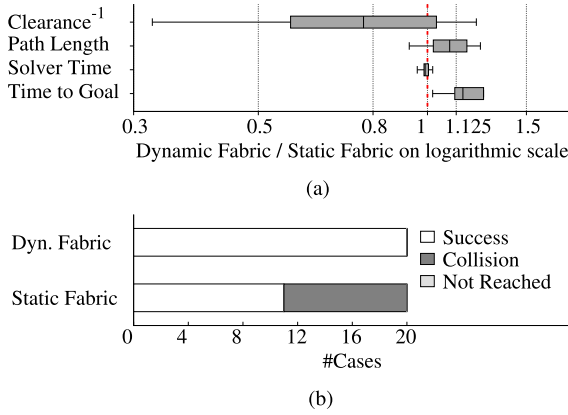 Clearance-1
Path Length
Solver Time
Time to Goal
0.3 0.5 0.8 1 1.125 1.5
Dynamic Fabric / Static Fabric on logarithmic scale
(a)
Dyn. Fabric
Static Fabric
Success
Collision
Not Reached
0 4 8 12 16 20
#Cases
(b)